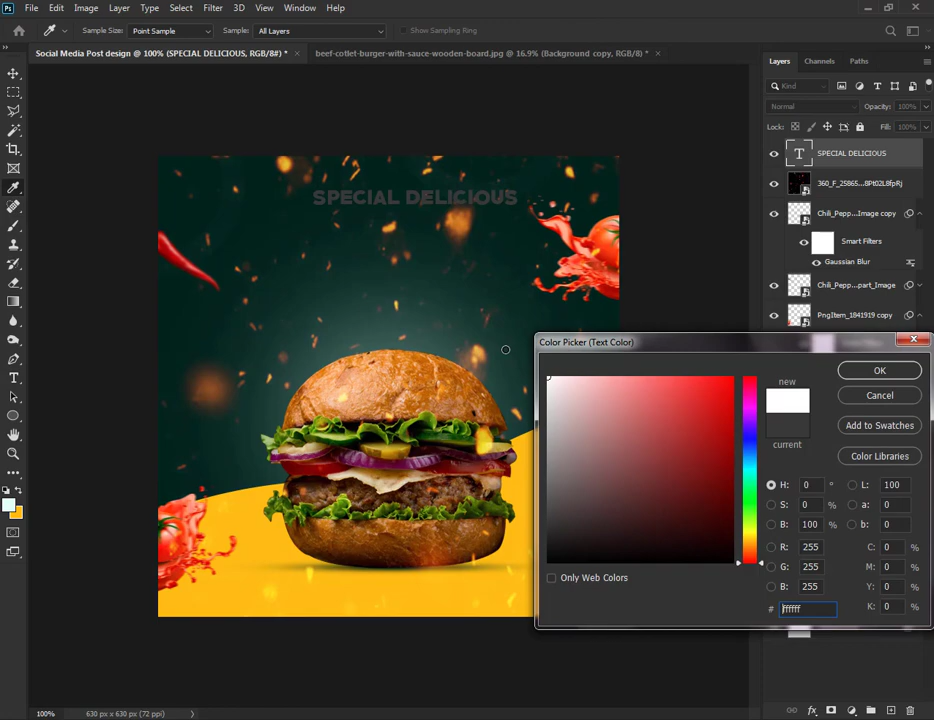 Ps File Edit Image Layer Type Select Filter 3D View Window Help
Sample Size: Point Sample Sample: All Layers Show Sampling Ring
Social Media Post design @ 100% (SPECIAL DELICIOUS, RGB/8#) * × beef-cotlet-burger-with-sauce-wooden-board.jpg @ 16.9% (Background copy, RGB/8) * ×
Layers Channels Paths
Kind
Normal Opacity: 100%
Lock: Fill: 100%
T SPECIAL DELICIOUS
360_F_25865...8Pt02L8fpRj
Chili_Pepp...Image copy
Smart Filters
Gaussian Blur
Chili_Pepp...part_Image
PngItem_1841919 copy
SPECIAL DELICIOUS
Color Picker (Text Color)
new
current
OK
Cancel
Add to Swatches
Color Libraries
H: 0 ° L: 100
S: 0 % a: 0
B: 100 % b: 0
R: 255 C: 0 %
G: 255 M: 0 %
B: 255 Y: 0 %
# ffffff K: 0 %
Only Web Colors
100% 630 px x 630 px (72 ppi)
fx